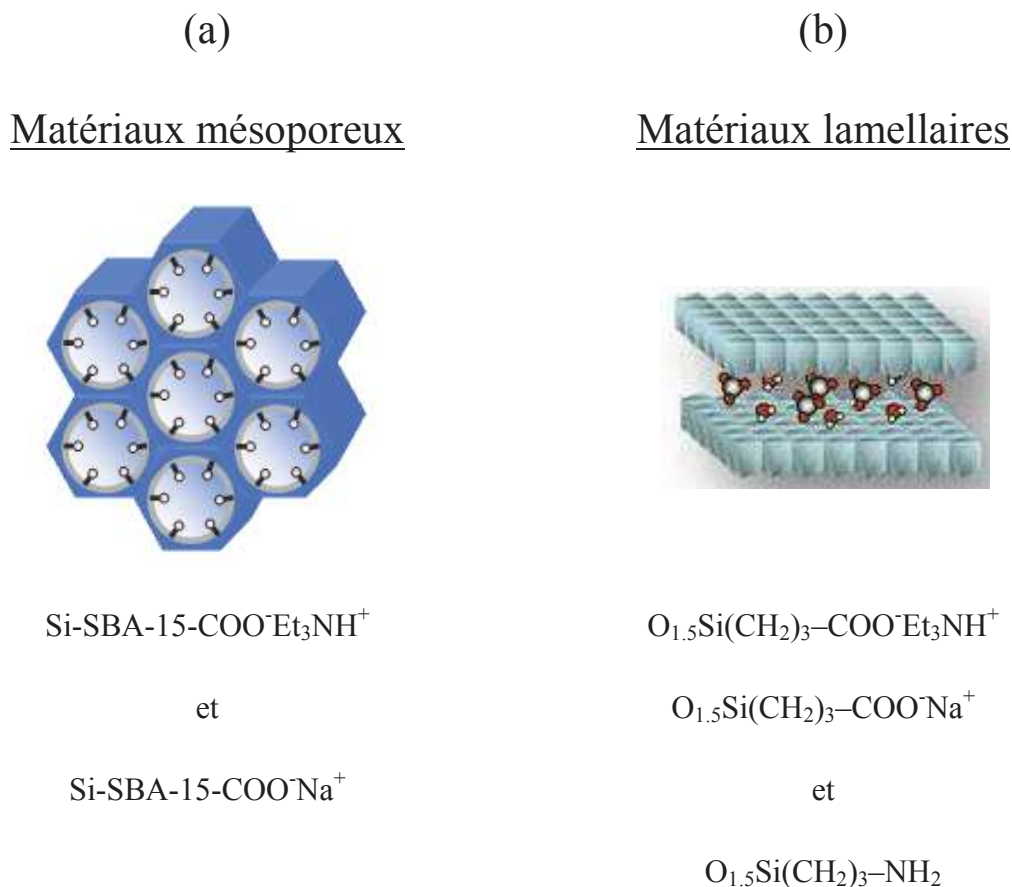 (a)
Matériaux mésoporeux
Si-SBA-15-COO⁻Et₃NH⁺
et
Si-SBA-15-COO⁻Na⁺
(b)
Matériaux lamellaires
O₁.₅Si(CH₂)₃–COO⁻Et₃NH⁺
O₁.₅Si(CH₂)₃–COO⁻Na⁺
et
O₁.₅Si(CH₂)₃–NH₂